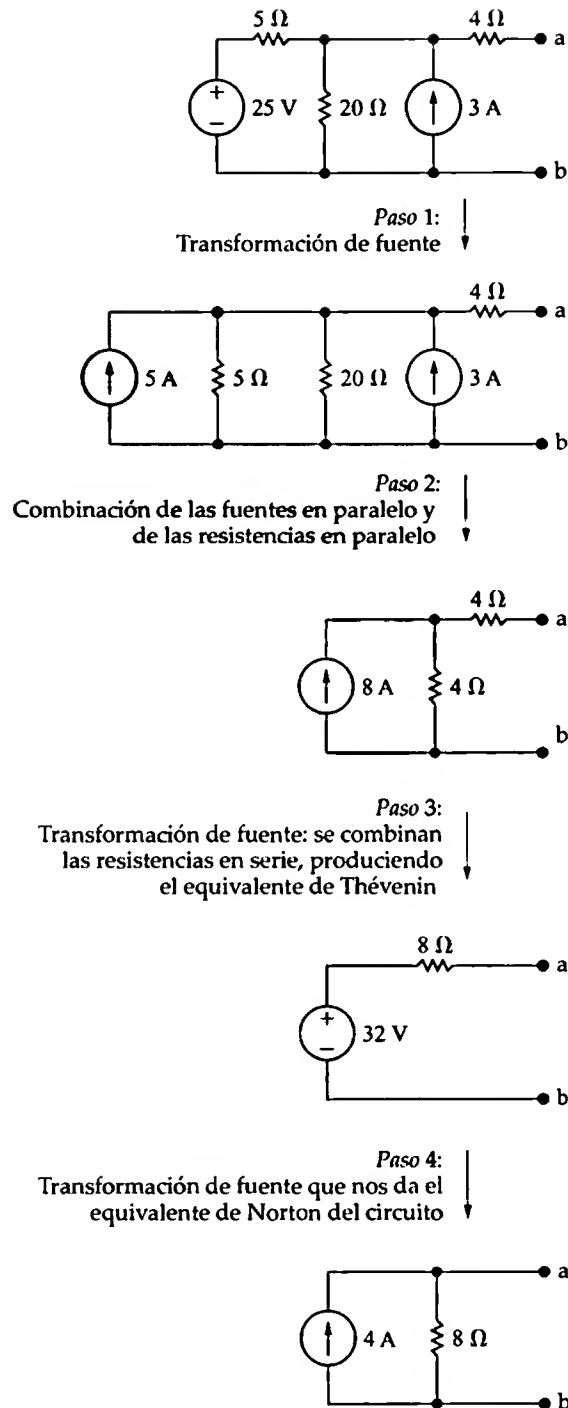 5 Ω
4 Ω
a
+
−
25 V
20 Ω
3 A
b
Paso 1:
Transformación de fuente
4 Ω
a
5 A
5 Ω
20 Ω
3 A
b
Paso 2:
Combinación de las fuentes en paralelo y
de las resistencias en paralelo
4 Ω
a
8 A
4 Ω
b
Paso 3:
Transformación de fuente: se combinan
las resistencias en serie, produciendo
el equivalente de Thévenin
8 Ω
a
+
−
32 V
b
Paso 4:
Transformación de fuente que nos da el
equivalente de Norton del circuito
a
4 A
8 Ω
b